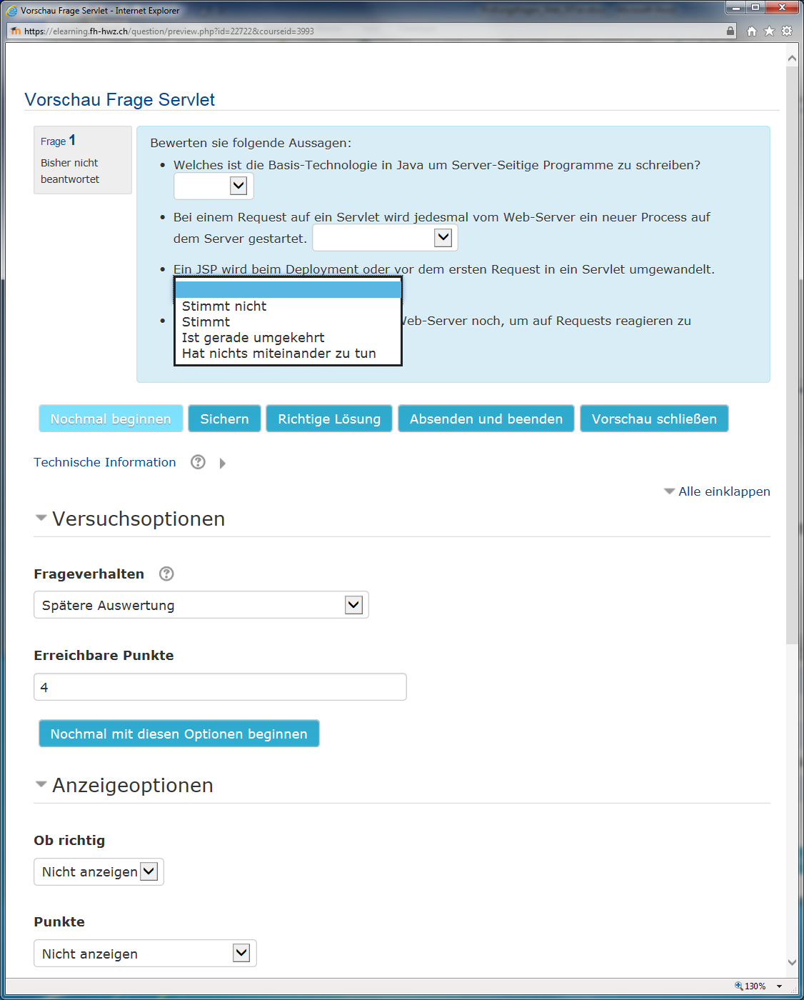 Vorschau Frage Servlet - Internet Explorer
https://elearning.fh-hwz.ch/question/preview.php?id=22722&courseid=3993
Vorschau Frage Servlet
Frage 1
Bisher nicht
beantwortet
Bewerten sie folgende Aussagen:
• Welches ist die Basis-Technologie in Java um Server-Seitige Programme zu schreiben?
• Bei einem Request auf ein Servlet wird jedesmal vom Web-Server ein neuer Process auf
dem Server gestartet.
• Ein JSP wird beim Deployment oder vor dem ersten Request in ein Servlet umgewandelt.
Stimmt nicht
Stimmt
Ist gerade umgekehrt
Hat nichts miteinander zu tun
• Web-Server noch, um auf Requests reagieren zu
Nochmal beginnen
Sichern
Richtige Lösung
Absenden und beenden
Vorschau schließen
Technische Information
Alle einklappen
Versuchsoptionen
Frageverhalten
Spätere Auswertung
Erreichbare Punkte
4
Nochmal mit diesen Optionen beginnen
Anzeigeoptionen
Ob richtig
Nicht anzeigen
Punkte
Nicht anzeigen
130%